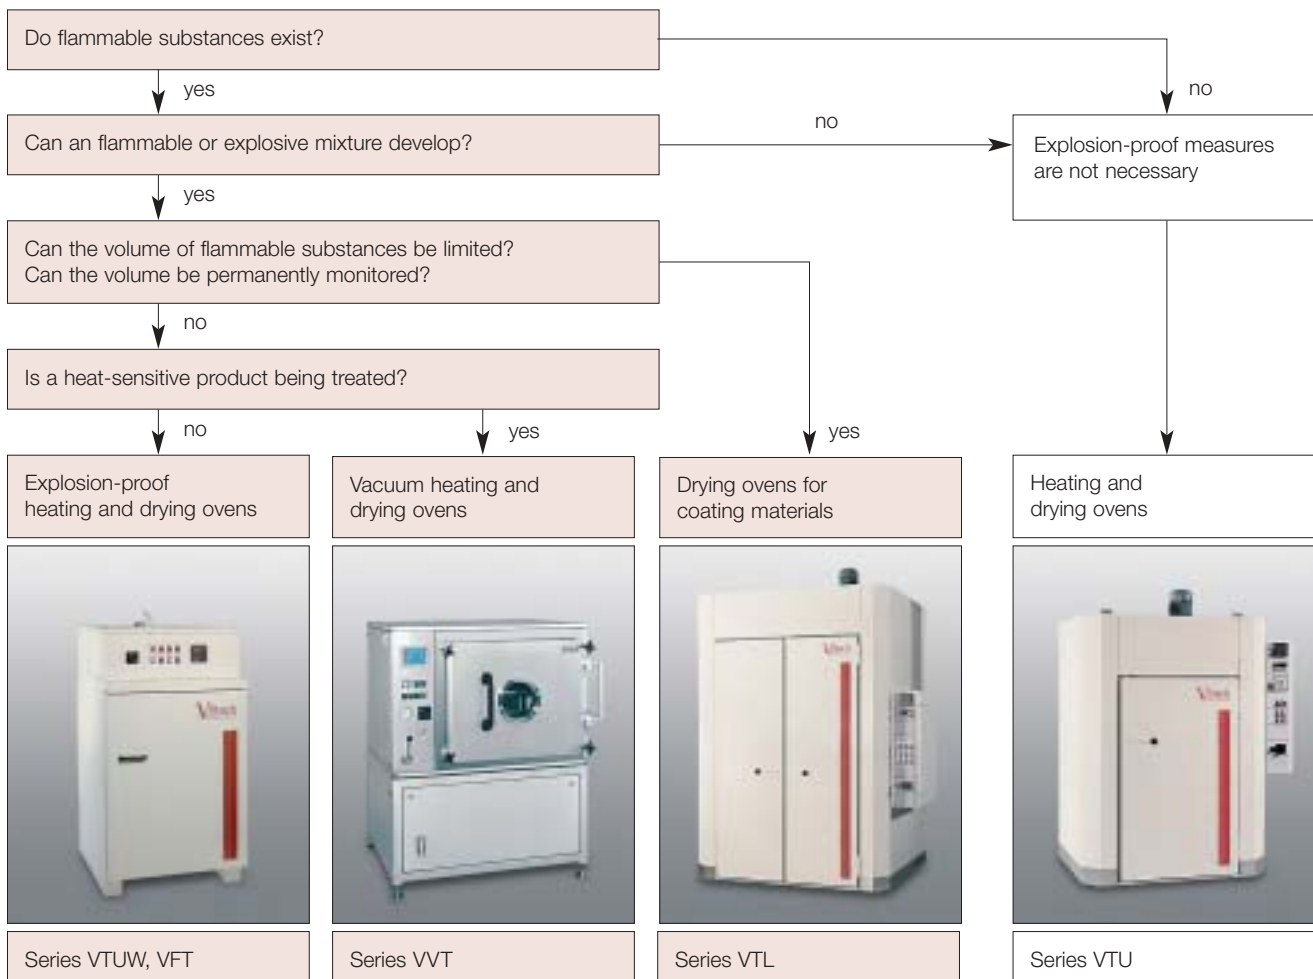 Do flammable substances exist?
yes
no
Can an flammable or explosive mixture develop?
no
Explosion-proof measures
are not necessary
yes
Can the volume of flammable substances be limited?
Can the volume be permanently monitored?
no
Is a heat-sensitive product being treated?
no
yes
yes
Explosion-proof
heating and drying ovens
Vacuum heating and
drying ovens
Drying ovens for
coating materials
Heating and
drying ovens
Series VTUW, VFT
Series VVT
Series VTL
Series VTU